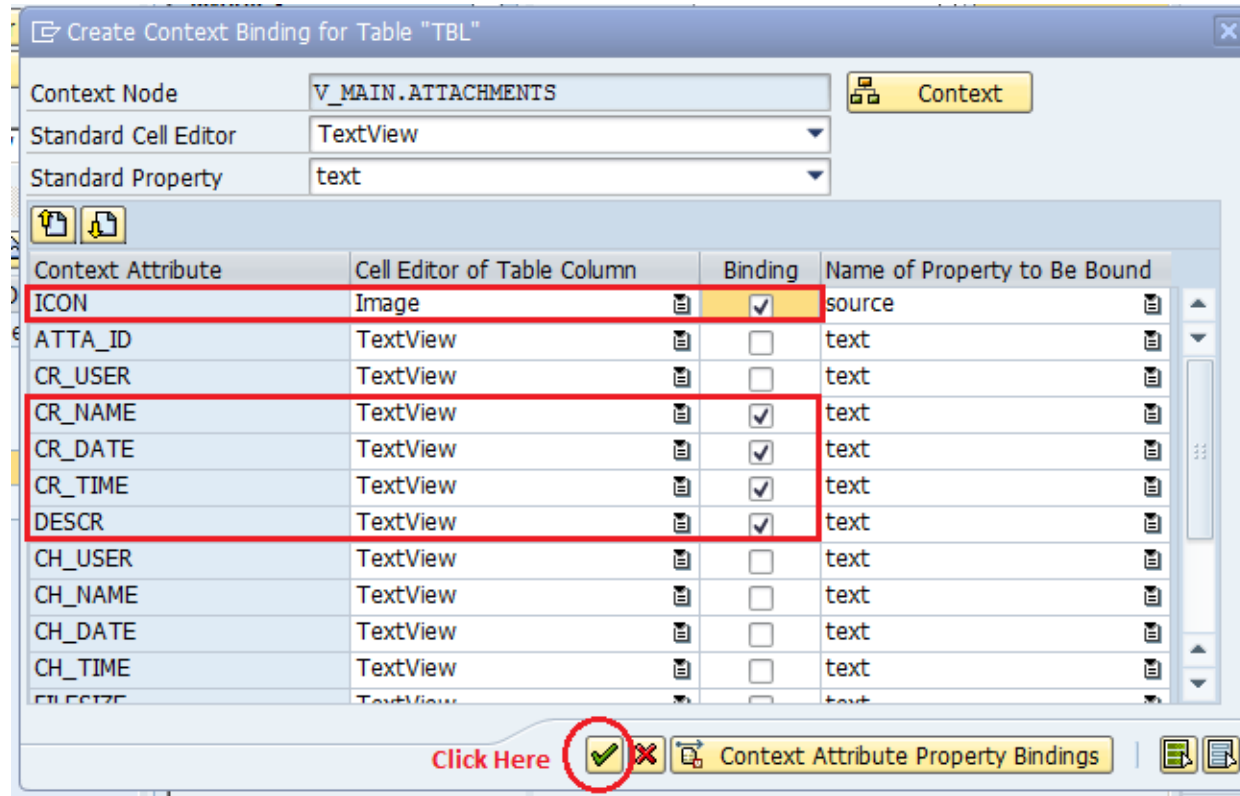 Create Context Binding for Table "TBL"
Context Node V_MAIN.ATTACHMENTS Context
Standard Cell Editor TextView
Standard Property text
Context Attribute Cell Editor of Table Column Binding Name of Property to Be Bound
ICON Image source
ATTA_ID TextView text
CR_USER TextView text
CR_NAME TextView text
CR_DATE TextView text
CR_TIME TextView text
DESCR TextView text
CH_USER TextView text
CH_NAME TextView text
CH_DATE TextView text
CH_TIME TextView text
FILESIZE TextView text
Click Here Context Attribute Property Bindings